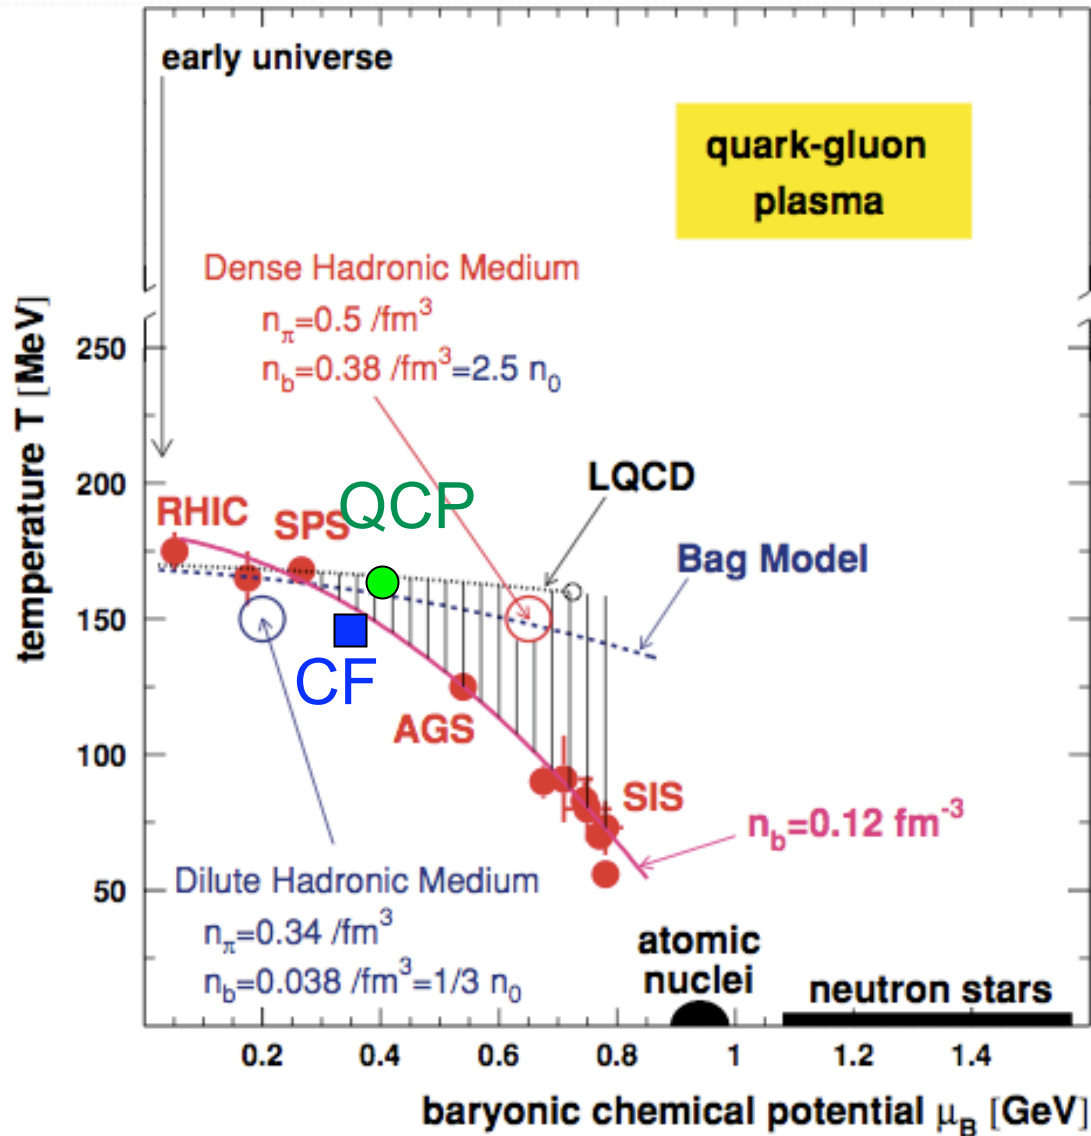 early universe
quark-gluon
plasma
Dense Hadronic Medium
nπ=0.5 /fm³
nb=0.38 /fm³=2.5 n₀
temperature T [MeV]
250
200
150
100
50
RHIC
SPS
QCP
LQCD
Bag Model
CF
AGS
SIS
nb=0.12 fm⁻³
Dilute Hadronic Medium
nπ=0.34 /fm³
nb=0.038 /fm³=1/3 n₀
atomic
nuclei
neutron stars
0.2 0.4 0.6 0.8 1 1.2 1.4
baryonic chemical potential μB [GeV]